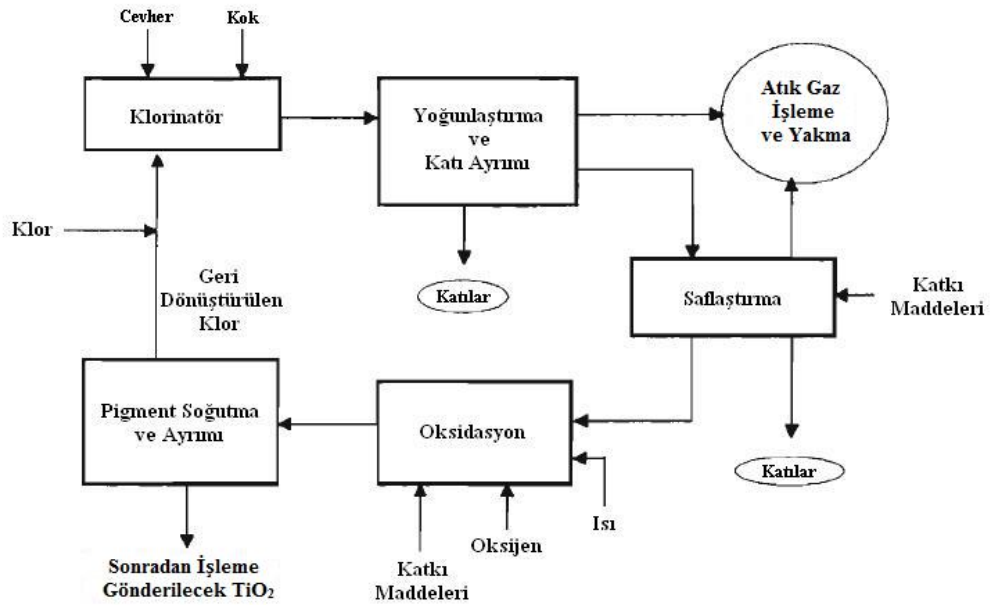 Cevher
Kok
Klorinatör
Yoğunlaştırma
ve
Katı Ayrımı
Atık Gaz
İşleme
ve Yakma
Klor
Geri
Dönüştürülen
Klor
Katılar
Saflaştırma
Katkı
Maddeleri
Pigment Soğutma
ve Ayrımı
Oksidasyon
Katılar
Isı
Oksijen
Katkı
Maddeleri
Sonradan İşleme
Gönderilecek TiO₂